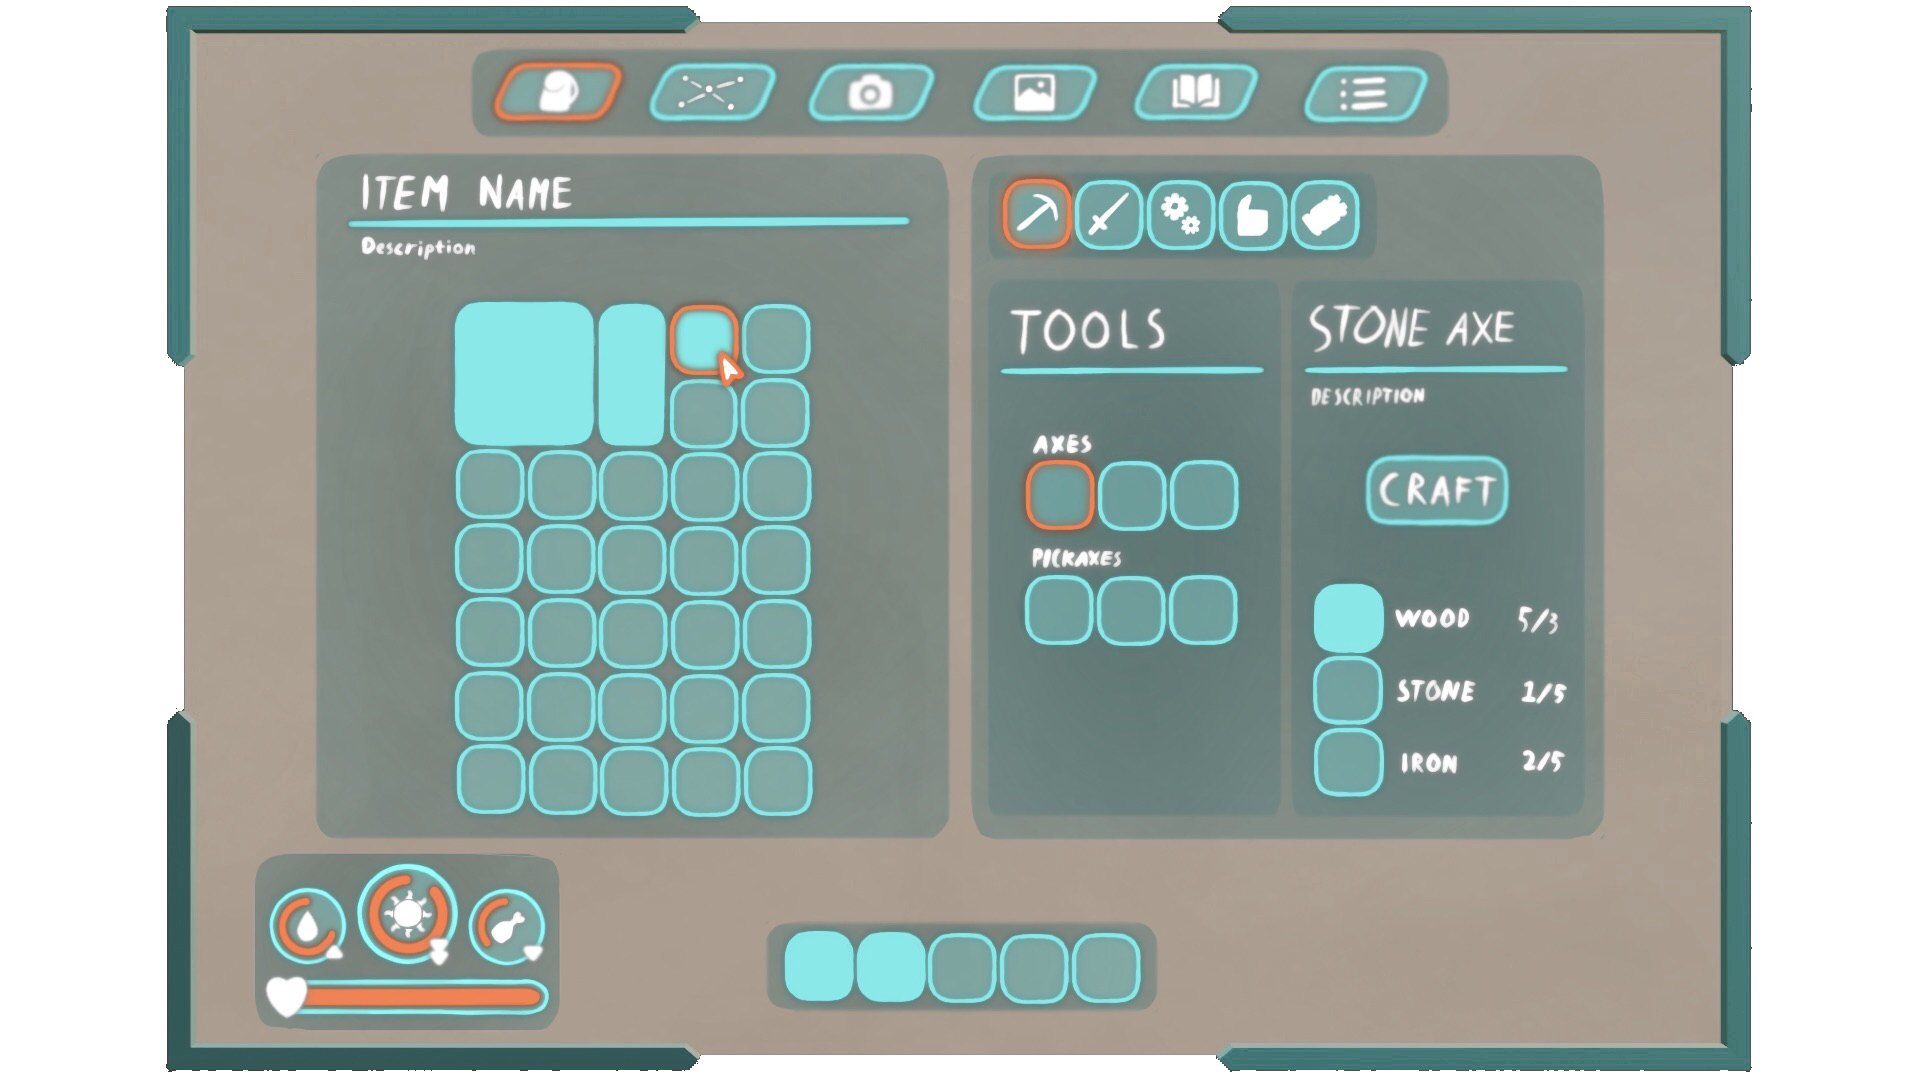 ITEM NAME
Description
TOOLS
AXES
PICKAXES
STONE AXE
DESCRIPTION
CRAFT
WOOD 5/3
STONE 1/5
IRON 2/5